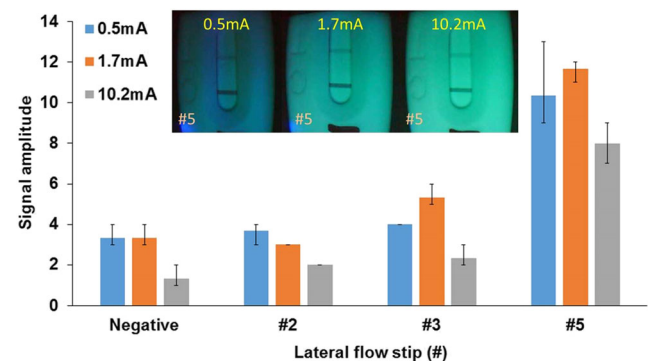 14
12
10
8
6
4
2
0
Signal amplitude
0.5mA
1.7mA
10.2mA
0.5mA 1.7mA 10.2mA
#5 #5 #5
Negative #2 #3 #5
Lateral flow stip (#)